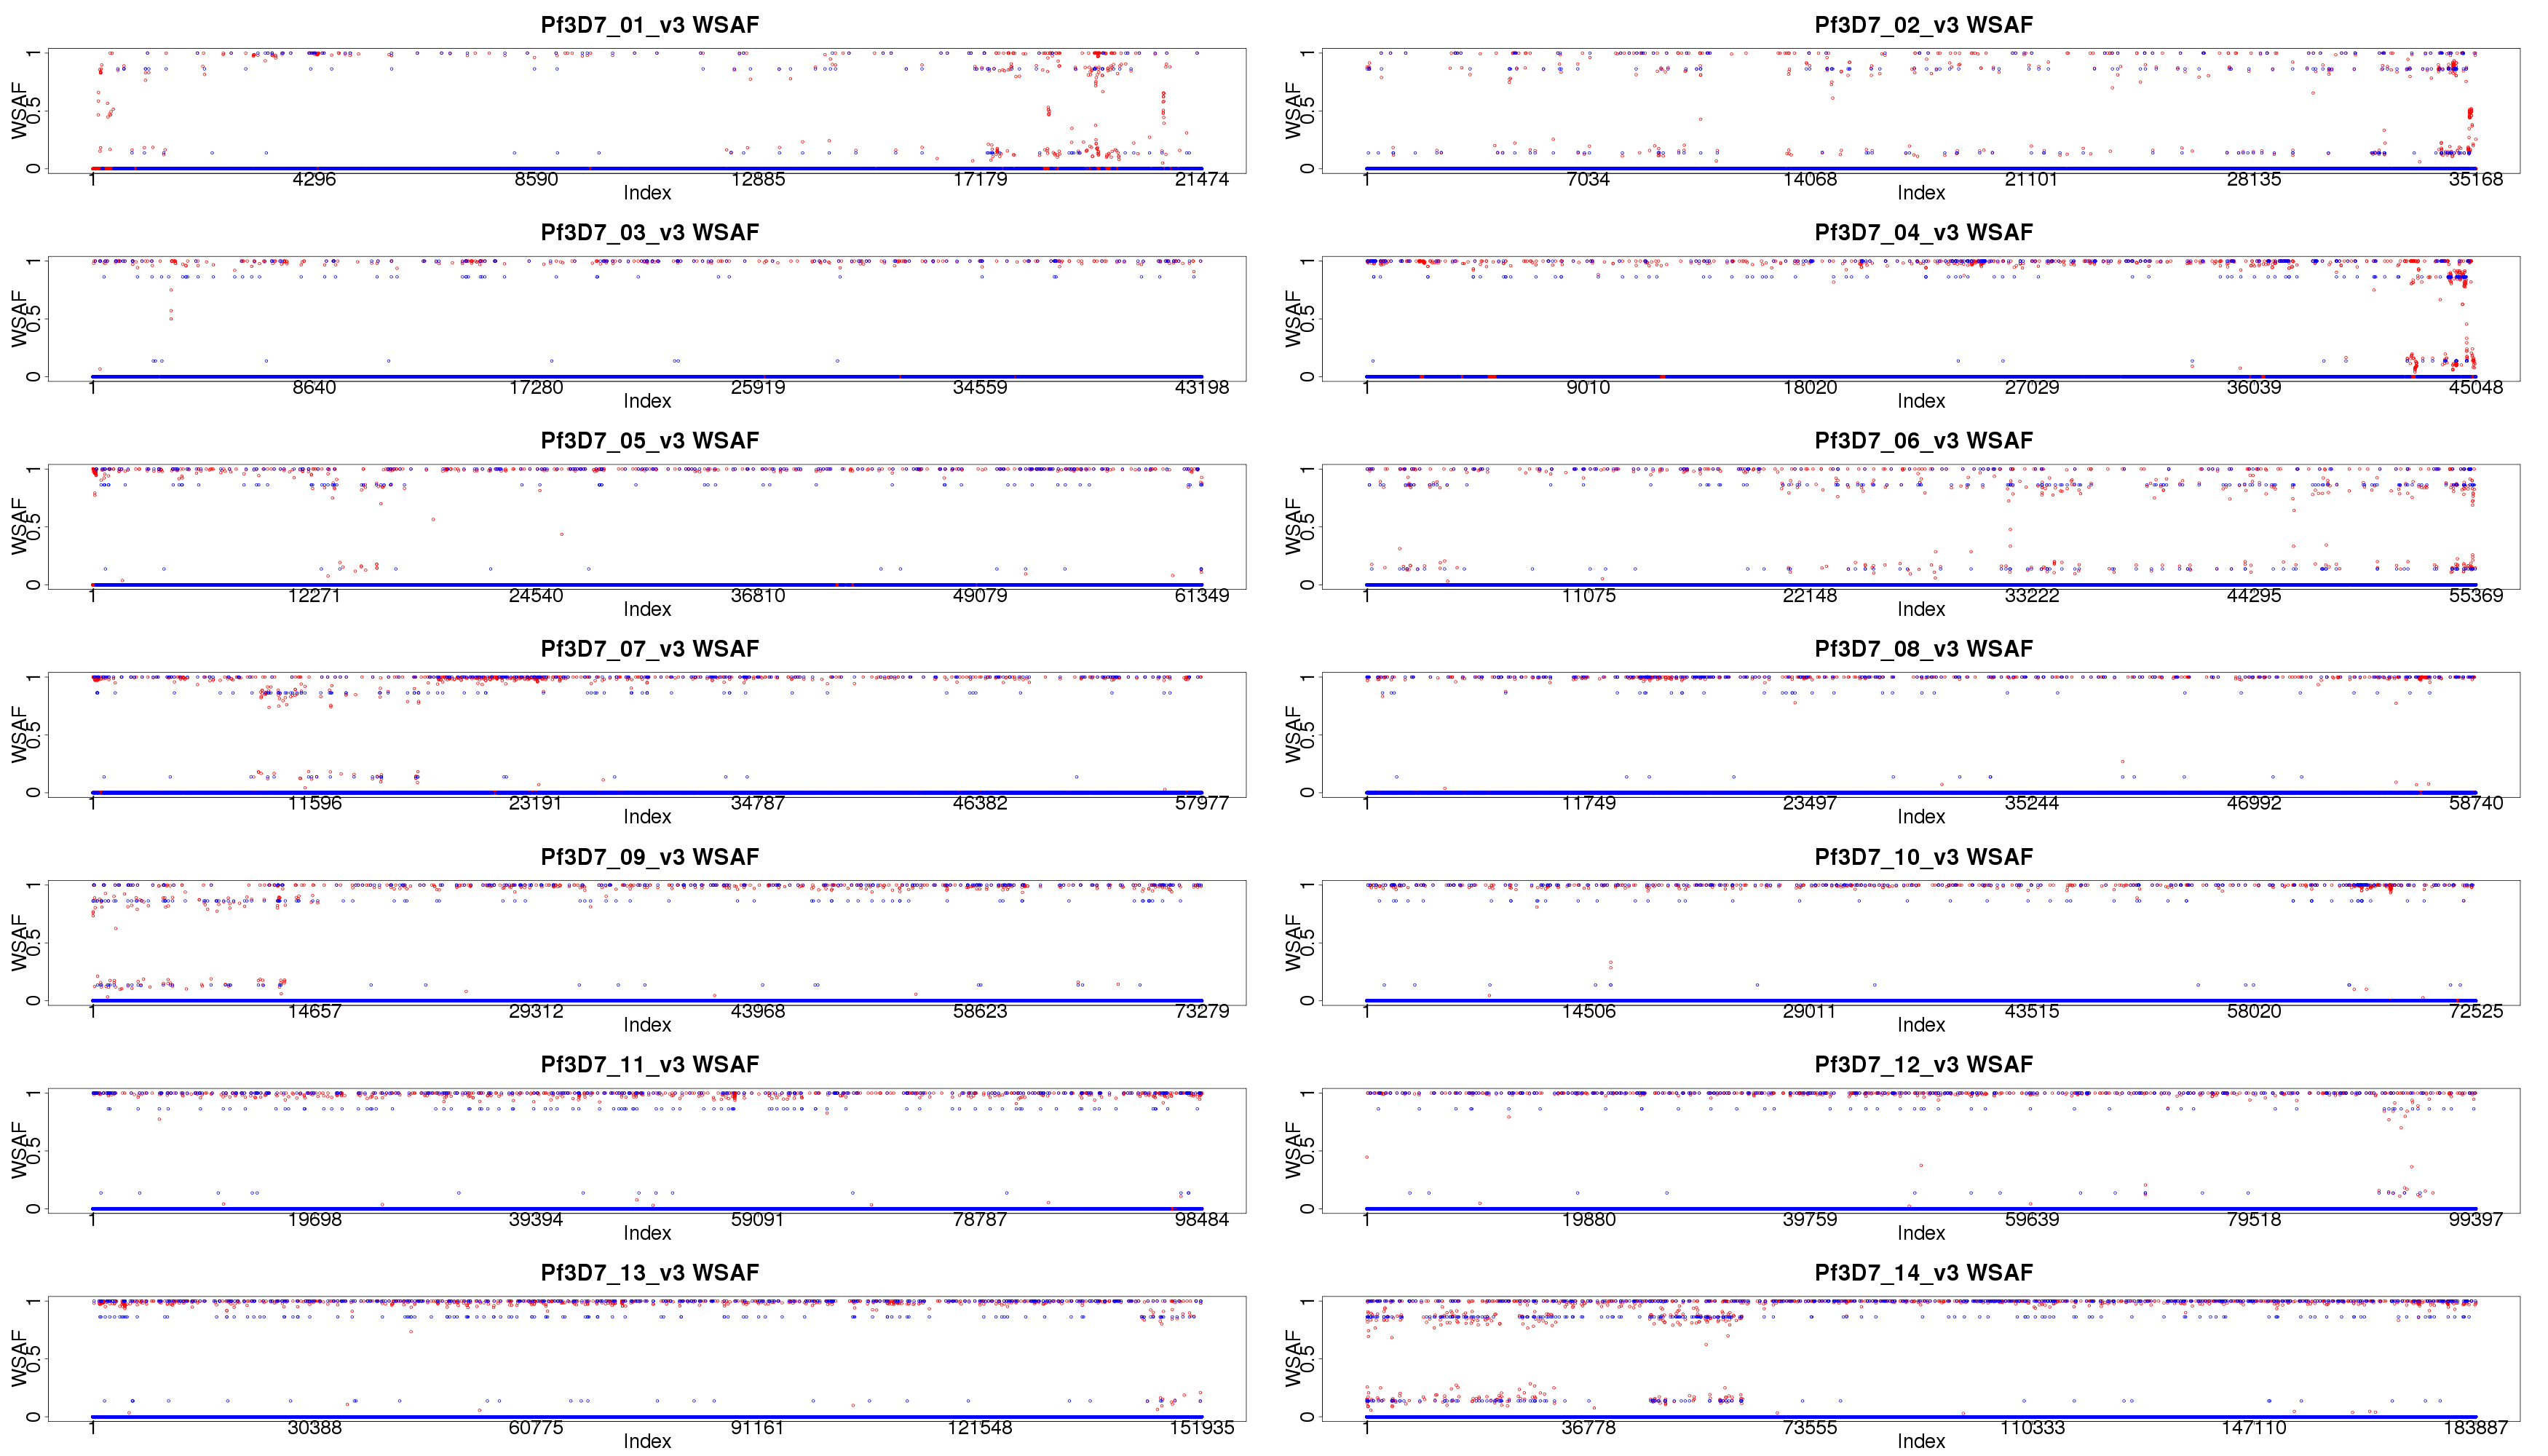 Pf3D7_01_v3 WSAF
WSAF
0 0.5 1
1 4296 8590 12885 17179 21474
Index
Pf3D7_02_v3 WSAF
WSAF
0 0.5 1
1 7034 14068 21101 28135 35168
Index
Pf3D7_03_v3 WSAF
WSAF
0 0.5 1
1 8640 17280 25919 34559 43198
Index
Pf3D7_04_v3 WSAF
WSAF
0 0.5 1
1 9010 18020 27029 36039 45048
Index
Pf3D7_05_v3 WSAF
WSAF
0 0.5 1
1 12271 24540 36810 49079 61349
Index
Pf3D7_06_v3 WSAF
WSAF
0 0.5 1
1 11075 22148 33222 44295 55369
Index
Pf3D7_07_v3 WSAF
WSAF
0 0.5 1
1 11596 23191 34787 46382 57977
Index
Pf3D7_08_v3 WSAF
WSAF
0 0.5 1
1 11749 23497 35244 46992 58740
Index
Pf3D7_09_v3 WSAF
WSAF
0 0.5 1
1 14657 29312 43968 58623 73279
Index
Pf3D7_10_v3 WSAF
WSAF
0 0.5 1
1 14506 29011 43515 58020 72525
Index
Pf3D7_11_v3 WSAF
WSAF
0 0.5 1
1 19698 39394 59091 78787 98484
Index
Pf3D7_12_v3 WSAF
WSAF
0 0.5 1
1 19880 39759 59639 79518 99397
Index
Pf3D7_13_v3 WSAF
WSAF
0 0.5 1
1 30388 60775 91161 121548 151935
Index
Pf3D7_14_v3 WSAF
WSAF
0 0.5 1
1 36778 73555 110333 147110 183887
Index